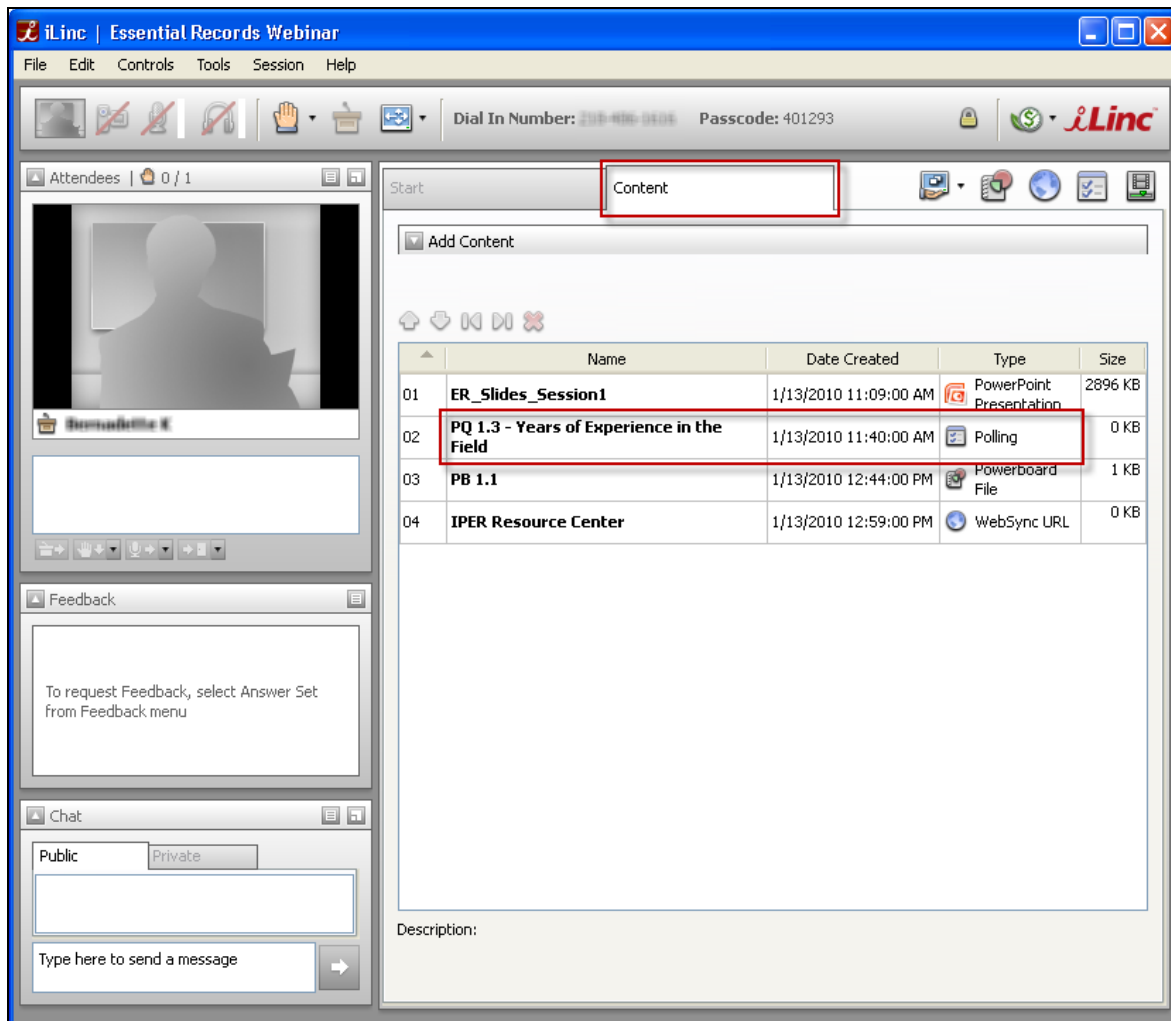 iLinc | Essential Records Webinar
File Edit Controls Tools Session Help
Dial In Number: Passcode: 401293
iLinc
Attendees | 0 / 1
Start
Content
Add Content
Name Date Created Type Size
01 ER_Slides_Session1 1/13/2010 11:09:00 AM PowerPoint Presentation 2896 KB
02 PQ 1.3 - Years of Experience in the Field 1/13/2010 11:40:00 AM Polling 0 KB
03 PB 1.1 1/13/2010 12:44:00 PM Powerboard File 1 KB
04 IPER Resource Center 1/13/2010 12:59:00 PM WebSync URL 0 KB
Description:
Feedback
To request Feedback, select Answer Set
from Feedback menu
Chat
Public Private
Type here to send a message